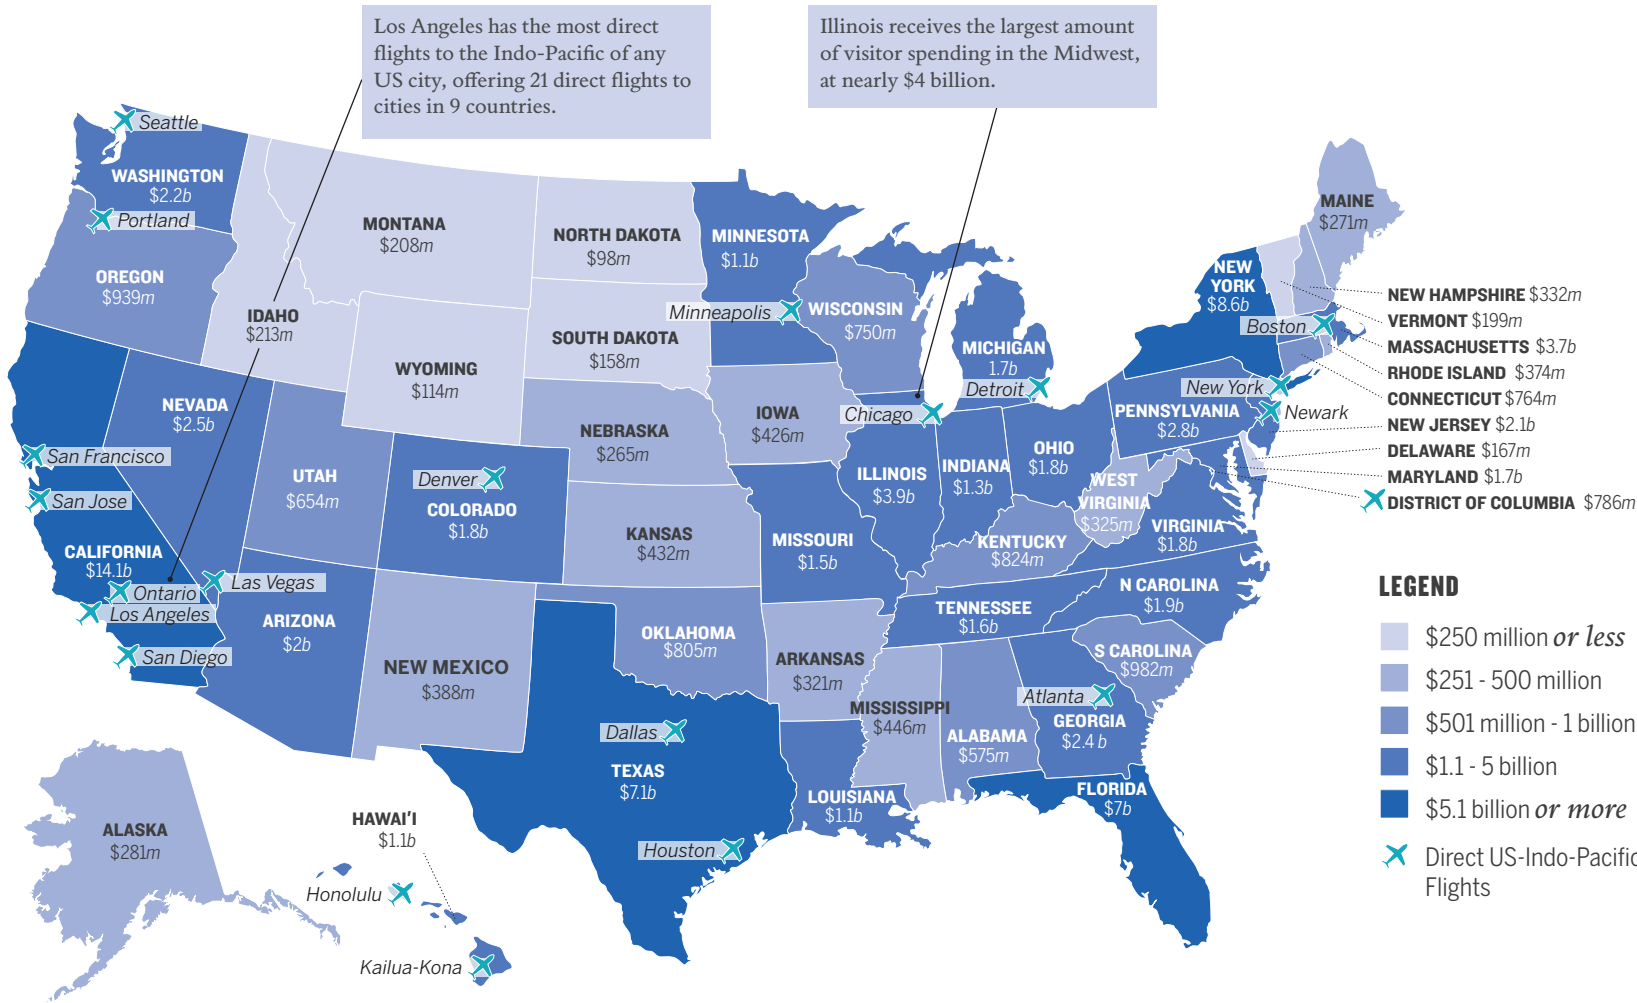 Los Angeles has the most direct
flights to the Indo-Pacific of any
US city, offering 21 direct flights to
cities in 9 countries.
Illinois receives the largest amount
of visitor spending in the Midwest,
at nearly $4 billion.
Seattle
WASHINGTON
$2.2b
Portland
OREGON
$939m
IDAHO
$213m
MONTANA
$208m
WYOMING
$114m
NORTH DAKOTA
$98m
SOUTH DAKOTA
$158m
MINNESOTA
$1.1b
Minneapolis
WISCONSIN
$750m
MICHIGAN
1.7b
Detroit
Chicago
NEW
YORK
$8.6b
MAINE
$271m
Boston
New York
Newark
NEW HAMPSHIRE $332m
VERMONT $199m
MASSACHUSETTS $3.7b
RHODE ISLAND $374m
CONNECTICUT $764m
NEW JERSEY $2.1b
DELAWARE $167m
MARYLAND $1.7b
DISTRICT OF COLUMBIA $786m
PENNSYLVANIA
$2.8b
NEVADA
$2.5b
UTAH
$654m
Denver
COLORADO
$1.8b
NEBRASKA
$265m
IOWA
$426m
KANSAS
$432m
MISSOURI
$1.5b
ILLINOIS
$3.9b
INDIANA
$1.3b
OHIO
$1.8b
WEST
VIRGINIA
$325m
VIRGINIA
$1.8b
KENTUCKY
$824m
San Francisco
San Jose
CALIFORNIA
$14.1b
Ontario
Los Angeles
San Diego
Las Vegas
ARIZONA
$2b
NEW MEXICO
$388m
OKLAHOMA
$805m
ARKANSAS
$321m
TENNESSEE
$1.6b
N CAROLINA
$1.9b
S CAROLINA
$982m
MISSISSIPPI
$446m
ALABAMA
$575m
Atlanta
GEORGIA
$2.4 b
Dallas
TEXAS
$7.1b
Houston
LOUISIANA
$1.1b
FLORIDA
$7b
ALASKA
$281m
HAWAI'I
$1.1b
Honolulu
Kailua-Kona
LEGEND
$250 million or less
$251 - 500 million
$501 million - 1 billion
$1.1 - 5 billion
$5.1 billion or more
Direct US-Indo-Pacific
Flights